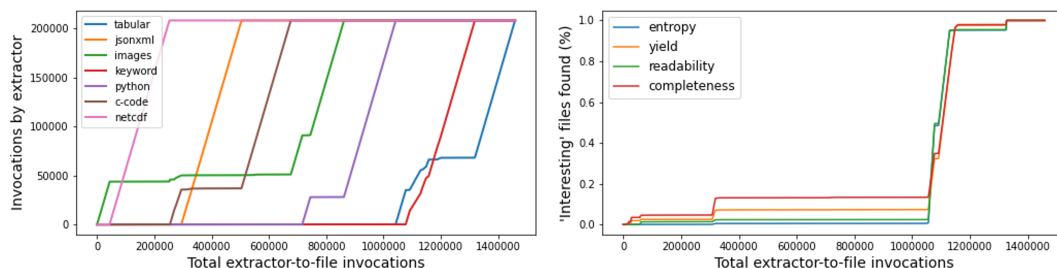 Invocations by extractor
200000
150000
100000
50000
0
tabular
jsonxml
images
keyword
python
c-code
netcdf
0 200000 400000 600000 800000 1000000 1200000 1400000
Total extractor-to-file invocations
'Interesting' files found (%)
1.0
0.8
0.6
0.4
0.2
0.0
entropy
yield
readability
completeness
0 200000 400000 600000 800000 1000000 1200000 1400000
Total extractor-to-file invocations